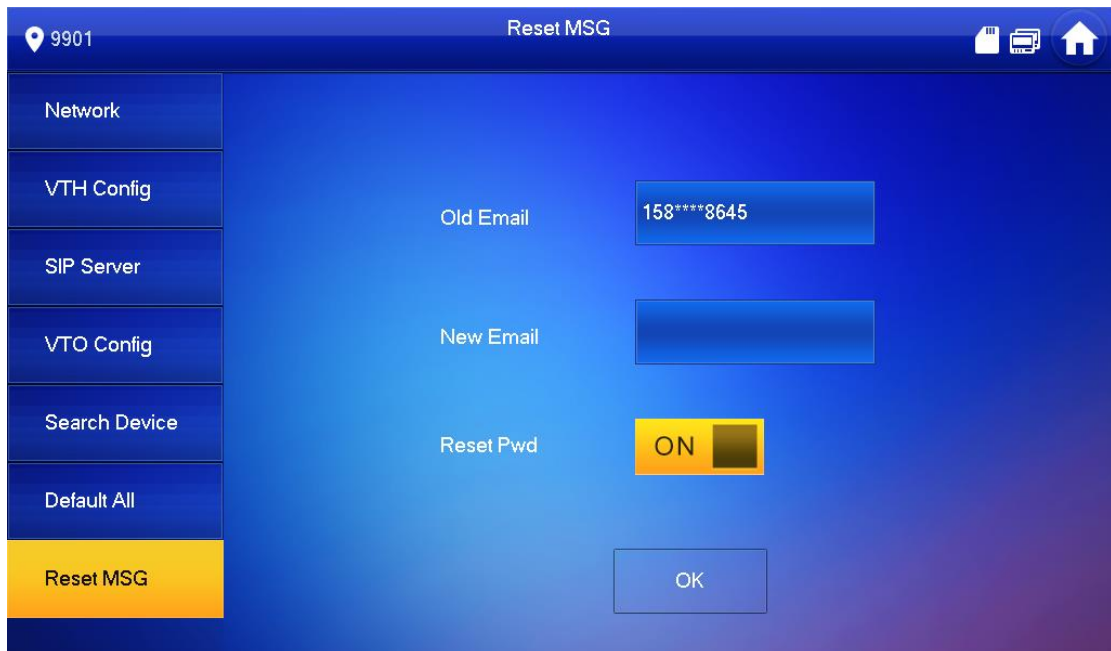 9901
Reset MSG
Network
VTH Config
SIP Server
VTO Config
Search Device
Default All
Reset MSG
Old Email
158****8645
New Email
Reset Pwd
ON
OK